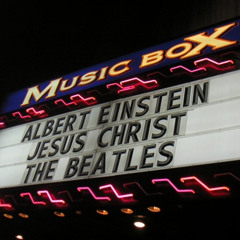 MUSIC BOX
ALBERT EINSTEIN
JESUS CHRIST
THE BEATLES